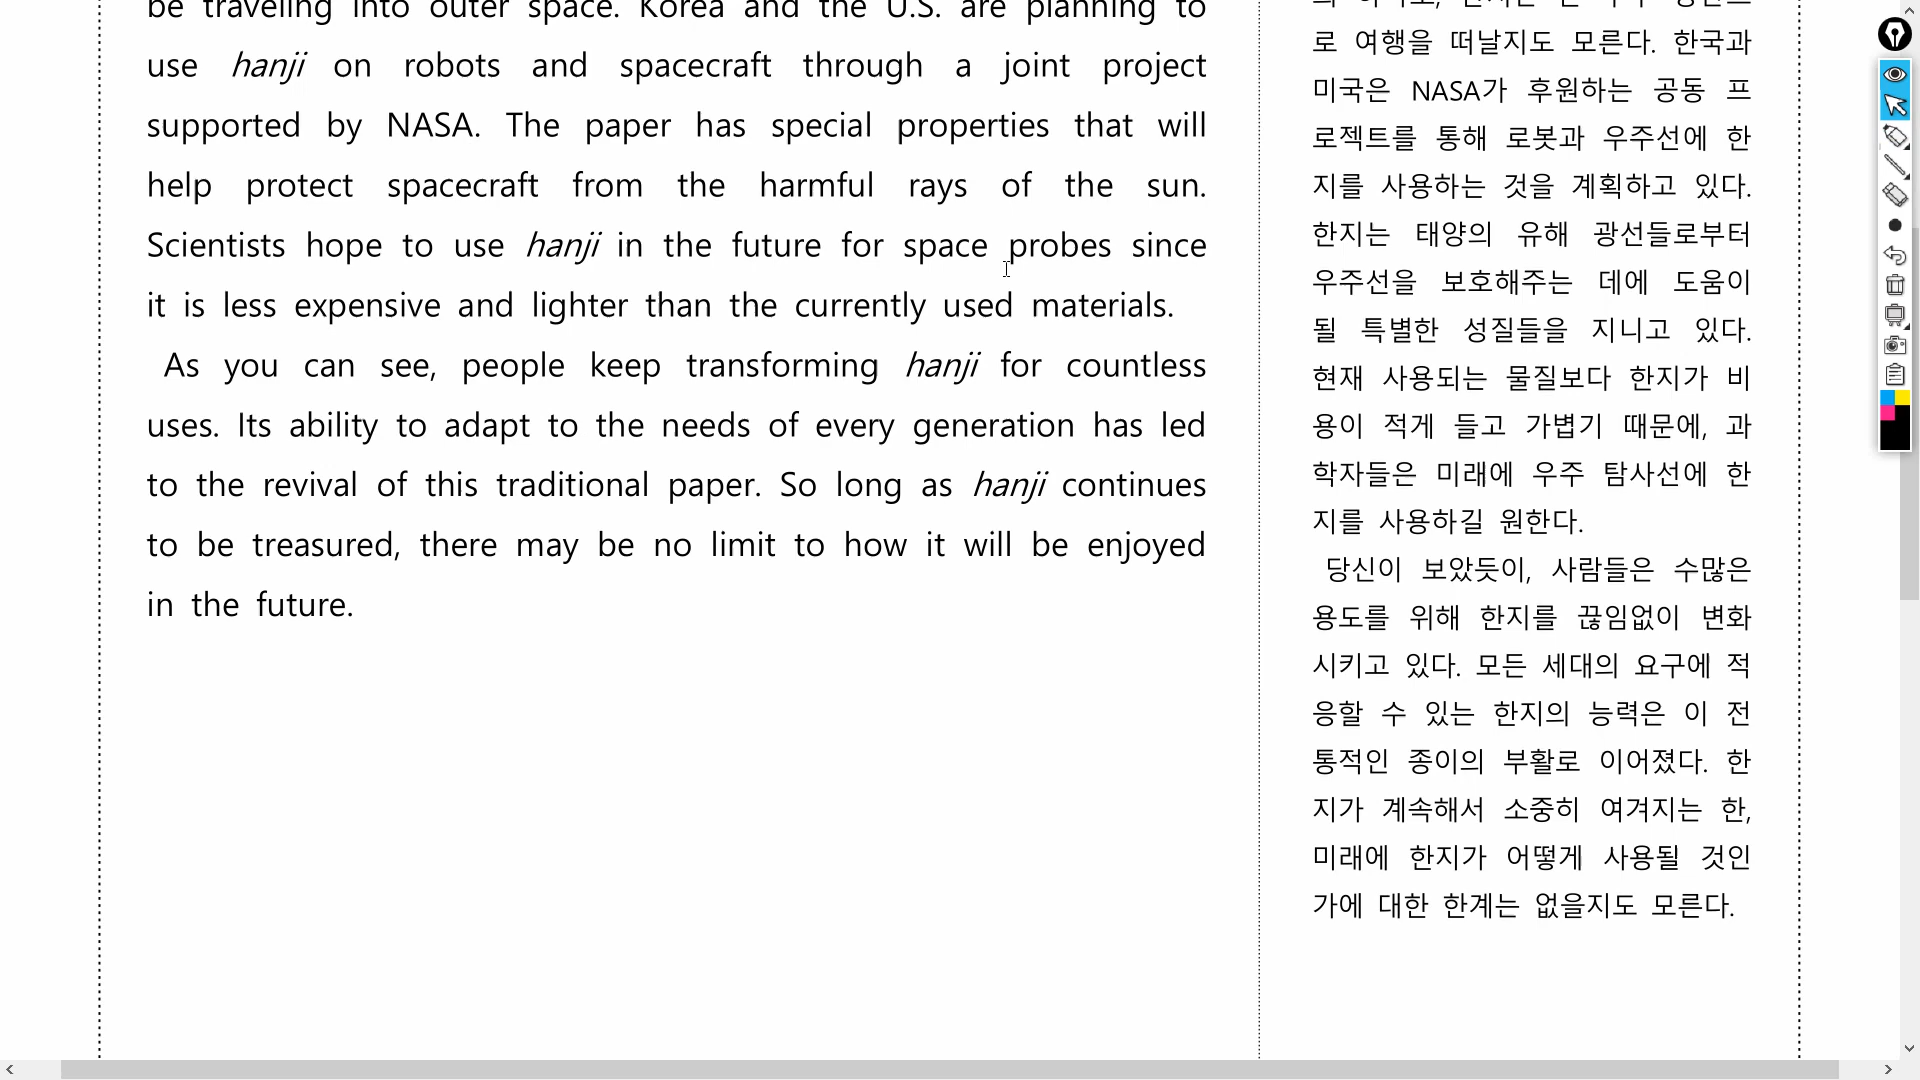 be traveling into outer space. Korea and the U.S. are planning to
use hanji on robots and spacecraft through a joint project
supported by NASA. The paper has special properties that will
help protect spacecraft from the harmful rays of the sun.
Scientists hope to use hanji in the future for space probes since
it is less expensive and lighter than the currently used materials.
As you can see, people keep transforming hanji for countless
uses. Its ability to adapt to the needs of every generation has led
to the revival of this traditional paper. So long as hanji continues
to be treasured, there may be no limit to how it will be enjoyed
in the future.
로 여행을 떠날지도 모른다. 한국과
미국은 NASA가 후원하는 공동 프
로젝트를 통해 로봇과 우주선에 한
지를 사용하는 것을 계획하고 있다.
한지는 태양의 유해 광선들로부터
우주선을 보호해주는 데에 도움이
될 특별한 성질들을 지니고 있다.
현재 사용되는 물질보다 한지가 비
용이 적게 들고 가볍기 때문에, 과
학자들은 미래에 우주 탐사선에 한
지를 사용하길 원한다.
당신이 보았듯이, 사람들은 수많은
용도를 위해 한지를 끊임없이 변화
시키고 있다. 모든 세대의 요구에 적
응할 수 있는 한지의 능력은 이 전
통적인 종이의 부활로 이어졌다. 한
지가 계속해서 소중히 여겨지는 한,
미래에 한지가 어떻게 사용될 것인
가에 대한 한계는 없을지도 모른다.